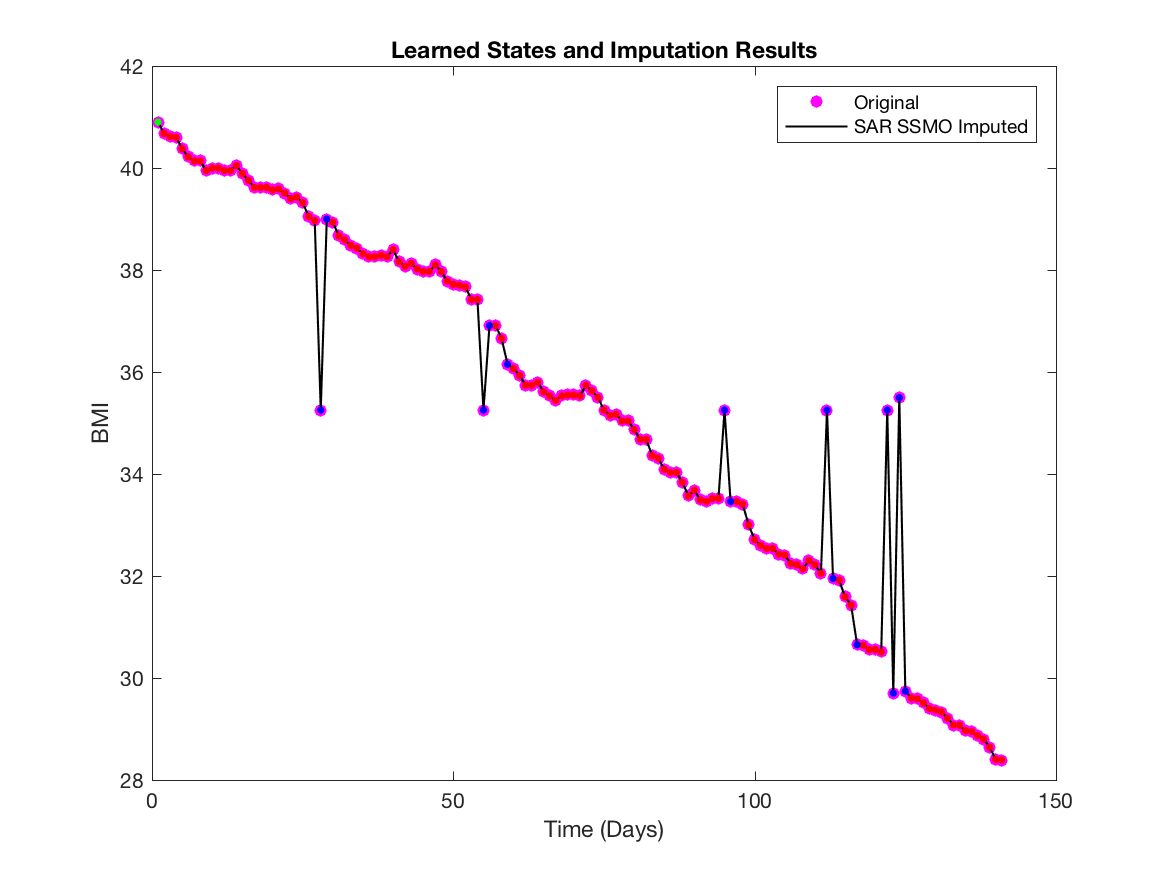 Learned States and Imputation Results
Original
SAR SSMO Imputed
BMI
42
40
38
36
34
32
30
28
0
50
100
150
Time (Days)